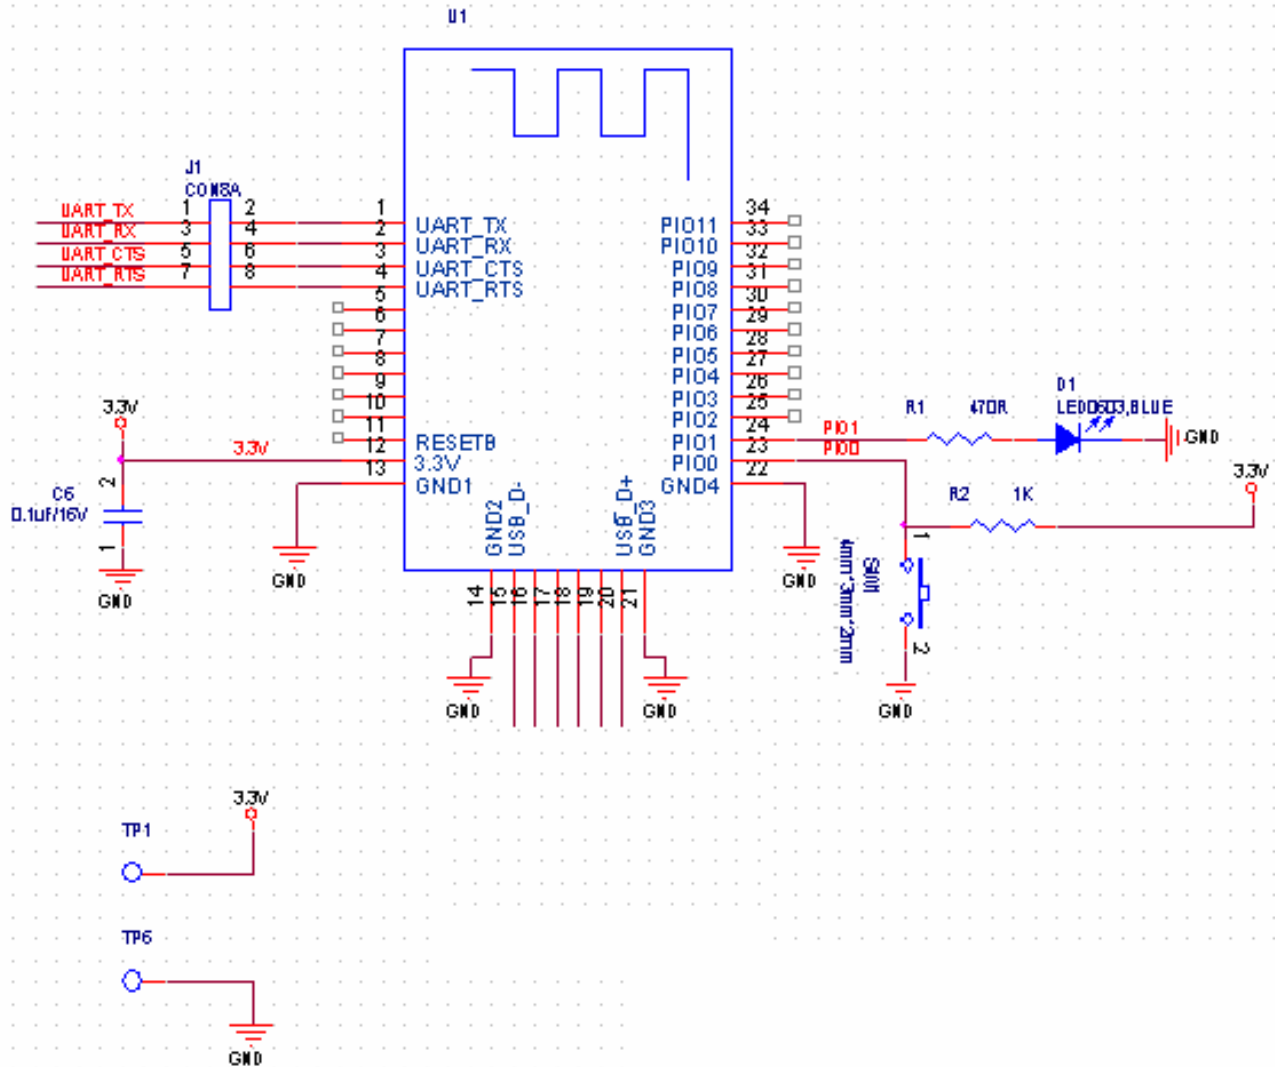 U1
J1
CON8A
UART_TX 1 2 1 UART_TX
UART_RX 3 4 2 UART_RX
UART_CTS 5 6 3 UART_CTS
UART_RTS 7 8 4 UART_RTS
5
6
7
8
9
10
11 RESETB
3.3V
3.3V 12 3.3V
13 GND1
34 PIO11
33 PIO10
32 PIO9
31 PIO8
30 PIO7
29 PIO6
28 PIO5
27 PIO4
26 PIO3
25 PIO2
24 PIO1 PIO1
23 PIO0 PIO0
22 GND4
R1 470R
D1
LED0603,BLUE
GND
R2 1K
3.3V
2
C6
0.1uF/16V
1
GND
GND
GND2
USB_D-
USB_D+
GND3
14 15 16 17 18 19 20 21
GND
GND
GND
1
SW1
4mm*3mm*2mm
2
GND
3.3V
TP1
TP6
GND